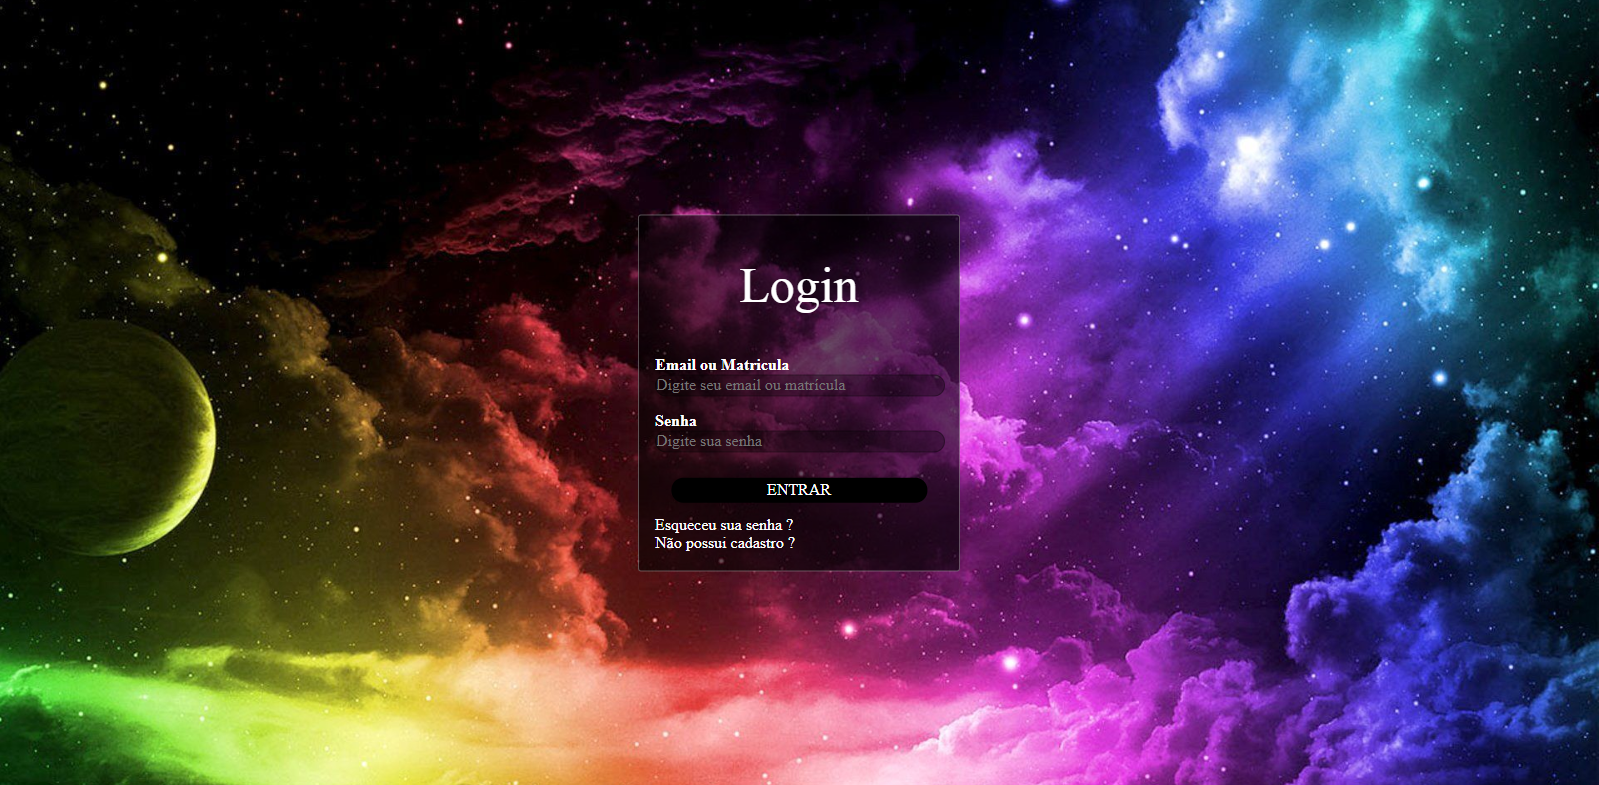 Login
Email ou Matricula
Digite seu email ou matrícula
Senha
Digite sua senha
ENTRAR
Esqueceu sua senha ?
Não possui cadastro ?